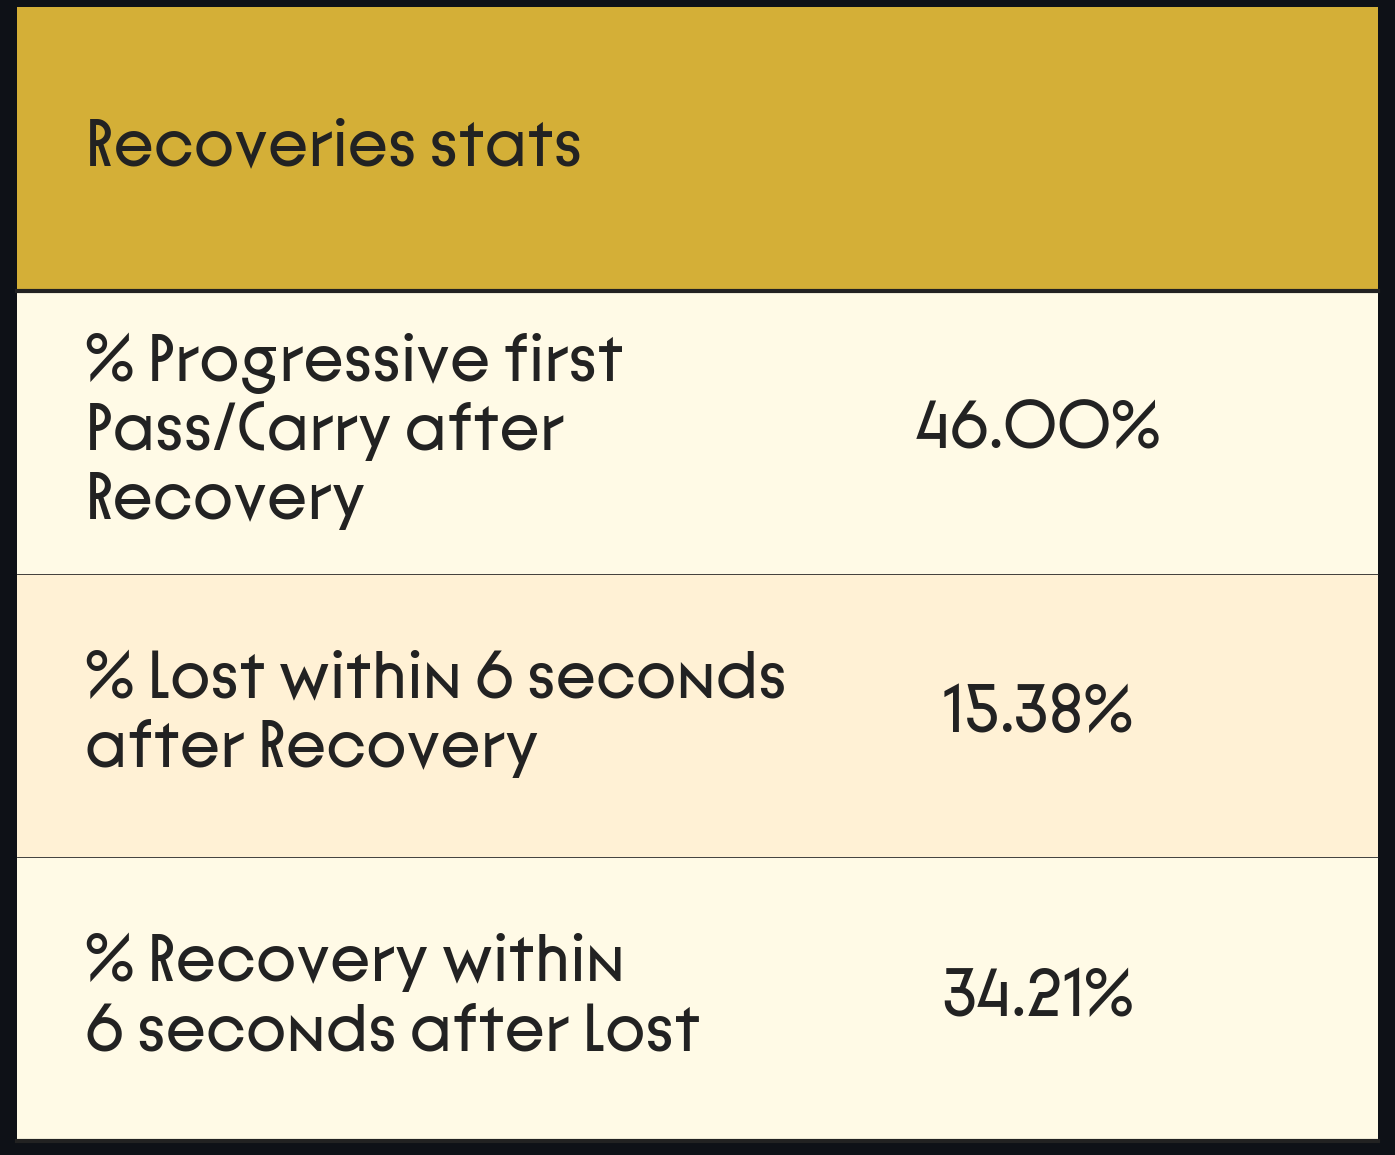 Recoveries stats
% Progressive first
Pass/Carry after
Recovery
46.00%
% Lost within 6 seconds
after Recovery
15.38%
% Recovery within
6 seconds after Lost
34.21%